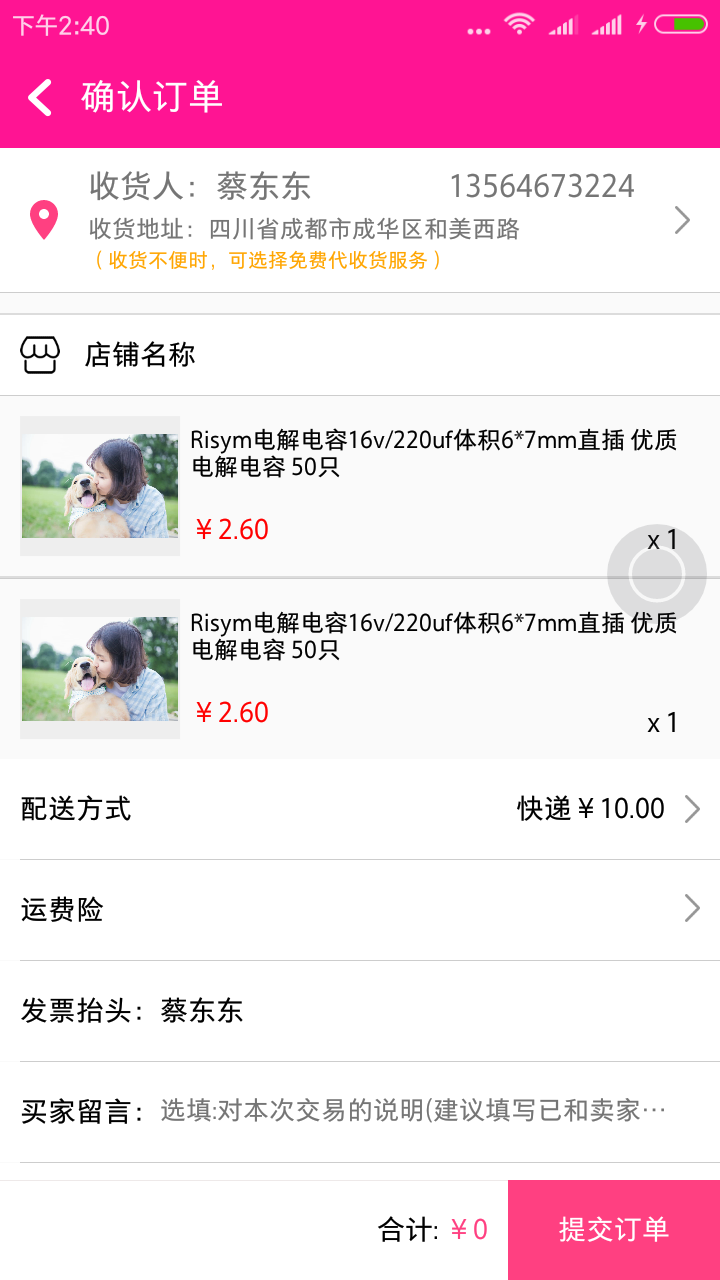 下午2:40
确认订单
收货人：蔡东东 13564673224
收货地址：四川省成都市成华区和美西路
（收货不便时，可选择免费代收货服务）
店铺名称
Risym电解电容16v/220uf体积6*7mm直插 优质
电解电容 50只
￥2.60
x 1
Risym电解电容16v/220uf体积6*7mm直插 优质
电解电容 50只
￥2.60
x 1
配送方式 快递￥10.00
运费险
发票抬头：蔡东东
买家留言：选填:对本次交易的说明(建议填写已和卖家…
合计:￥0 提交订单